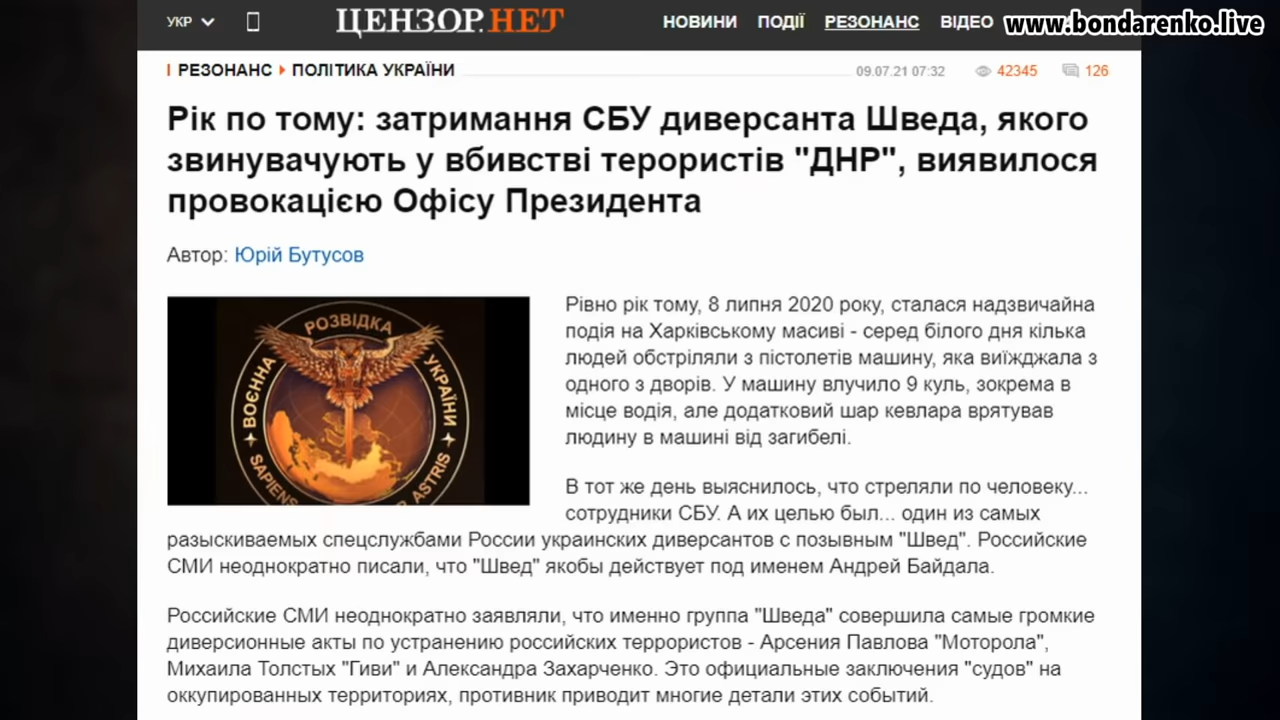 УКР
ЦЕНЗОР.НЕТ
НОВИНИ ПОДІЇ РЕЗОНАНС ВІДЕО
www.bondarenko.live
РЕЗОНАНС ПОЛІТИКА УКРАЇНИ
09.07.21 07:32 42345 126
Рік по тому: затримання СБУ диверсанта Шведа, якого
звинувачують у вбивстві терористів "ДНР", виявилося
провокацією Офісу Президента
Автор: Юрій Бутусов
ВОЄННА РОЗВІДКА УКРАЇНИ
SAPIENS
ASTRIS
Рівно рік тому, 8 липня 2020 року, сталася надзвичайна
подія на Харківському масиві - серед білого дня кілька
людей обстріляли з пістолетів машину, яка виїжджала з
одного з дворів. У машину влучило 9 куль, зокрема в
місце водія, але додатковий шар кевлара врятував
людину в машині від загибелі.
В тот же день выяснилось, что стреляли по человеку...
сотрудники СБУ. А их целью был... один из самых
разыскиваемых спецслужбами России украинских диверсантов с позывным "Швед". Российские
СМИ неоднократно писали, что "Швед" якобы действует под именем Андрей Байдала.
Российские СМИ неоднократно заявляли, что именно группа "Шведа" совершила самые громкие
диверсионные акты по устранению российских террористов - Арсения Павлова "Моторола",
Михаила Толстых "Гиви" и Александра Захарченко. Это официальные заключения "судов" на
оккупированных территориях, противник приводит многие детали этих событий.